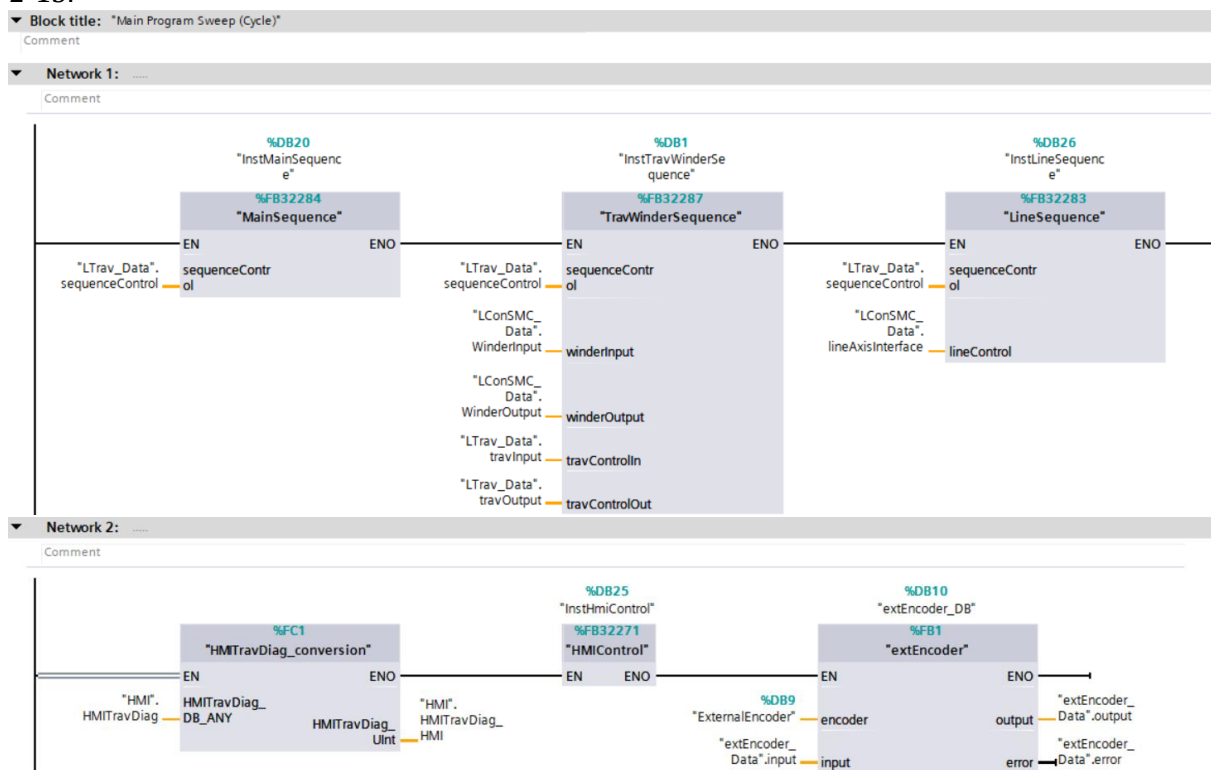 Block title: "Main Program Sweep (Cycle)"
Comment
Network 1: .....
Comment
%DB20
"InstMainSequenc
e"
%FB32284
"MainSequence"
EN ENO
"LTrav_Data".
sequenceControl
sequenceContr
ol
%DB1
"InstTravWinderSe
quence"
%FB32287
"TravWinderSequence"
EN ENO
"LTrav_Data".
sequenceControl
sequenceContr
ol
"LConSMC_
Data".
WinderInput
winderInput
"LConSMC_
Data".
WinderOutput
winderOutput
"LTrav_Data".
travInput
travControlIn
"LTrav_Data".
travOutput
travControlOut
%DB26
"InstLineSequenc
e"
%FB32283
"LineSequence"
EN ENO
"LTrav_Data".
sequenceControl
sequenceContr
ol
"LConSMC_
Data".
lineAxisInterface
lineControl
Network 2: .....
Comment
%FC1
"HMITravDiag_conversion"
EN ENO
"HMI".
HMITravDiag
HMITravDiag_
DB_ANY
HMITravDiag_
UInt
"HMI".
HMITravDiag_
HMI
%DB25
"InstHmiControl"
%FB32271
"HMIControl"
EN ENO
%DB10
"extEncoder_DB"
%FB1
"extEncoder"
EN ENO
%DB9
"ExternalEncoder"
encoder
"extEncoder_
Data".input
input
output
"extEncoder_
Data".output
error
"extEncoder_
Data".error